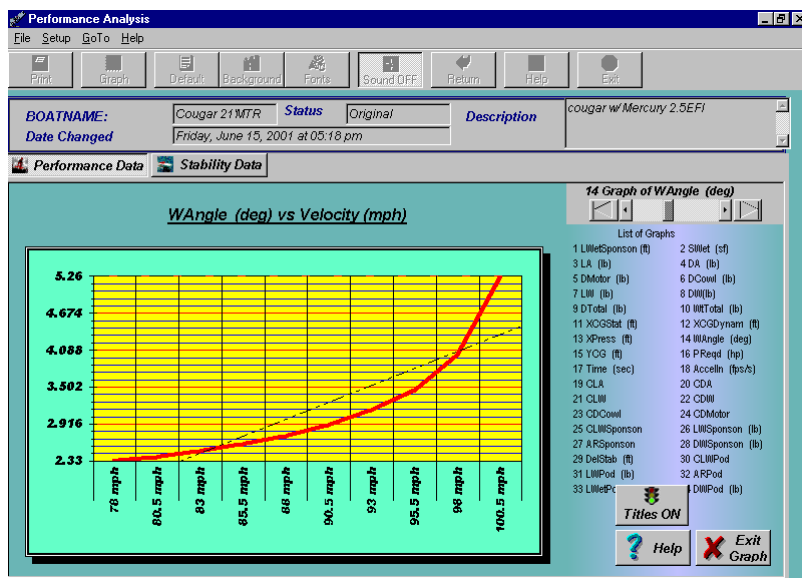 Performance Analysis
File Setup GoTo Help
Print Graph Default Background Fonts Sound OFF Return Help Exit
BOATNAME: Cougar 21'MTR Status Original Description cougar w/ Mercury 2.5EFI
Date Changed Friday, June 15, 2001 at 05:18 pm
Performance Data Stability Data
14 Graph of WAngle (deg)
WAngle (deg) vs Velocity (mph)
List of Graphs
1 LWetSponson (ft) 2 SWet (sf)
3 LA (lb) 4 DA (lb)
5 DMotor (lb) 6 DCowl (lb)
7 LW (lb) 8 DW(lb)
9 DTotal (lb) 10 WtTotal (lb)
11 XCGStat (ft) 12 XCGDynam (ft)
13 XPress (ft) 14 WAngle (deg)
15 YCG (ft) 16 PReqd (hp)
17 Time (sec) 18 Accelln (fps/s)
19 CLA 20 CDA
21 CLW 22 CDW
23 CDCowl 24 CDMotor
25 CLWSponson 26 LWSponson (lb)
27 ARSponson 28 DWSponson (lb)
29 DelStab (ft) 30 CLWPod
31 LWPod (lb) 32 ARPod
33 LWetPo DWPod (lb)
5.26
4.674
4.088
3.502
2.916
2.33
78 mph 80.5 mph 83 mph 85.5 mph 88 mph 90.5 mph 93 mph 95.5 mph 98 mph 100.5 mph
Titles ON
Help
Exit Graph